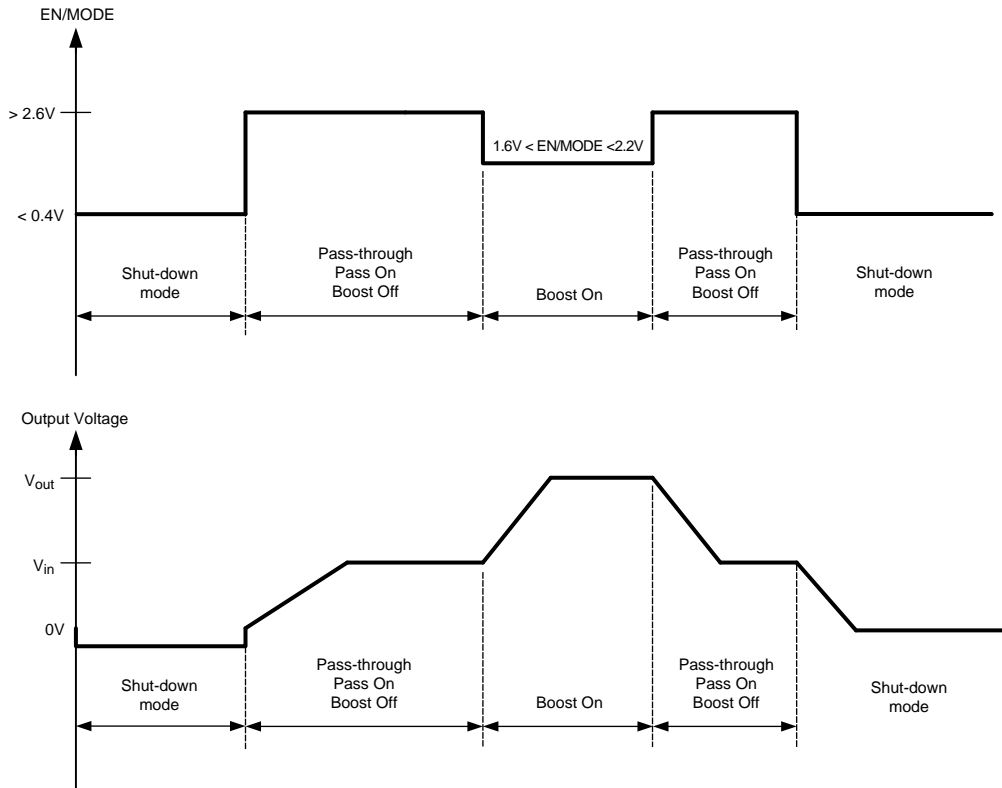 EN/MODE
> 2.6V
1.6V < EN/MODE <2.2V
< 0.4V
Shut-down
mode
Pass-through
Pass On
Boost Off
Boost On
Pass-through
Pass On
Boost Off
Shut-down
mode
Output Voltage
Vout
Vin
0V
Shut-down
mode
Pass-through
Pass On
Boost Off
Boost On
Pass-through
Pass On
Boost Off
Shut-down
mode